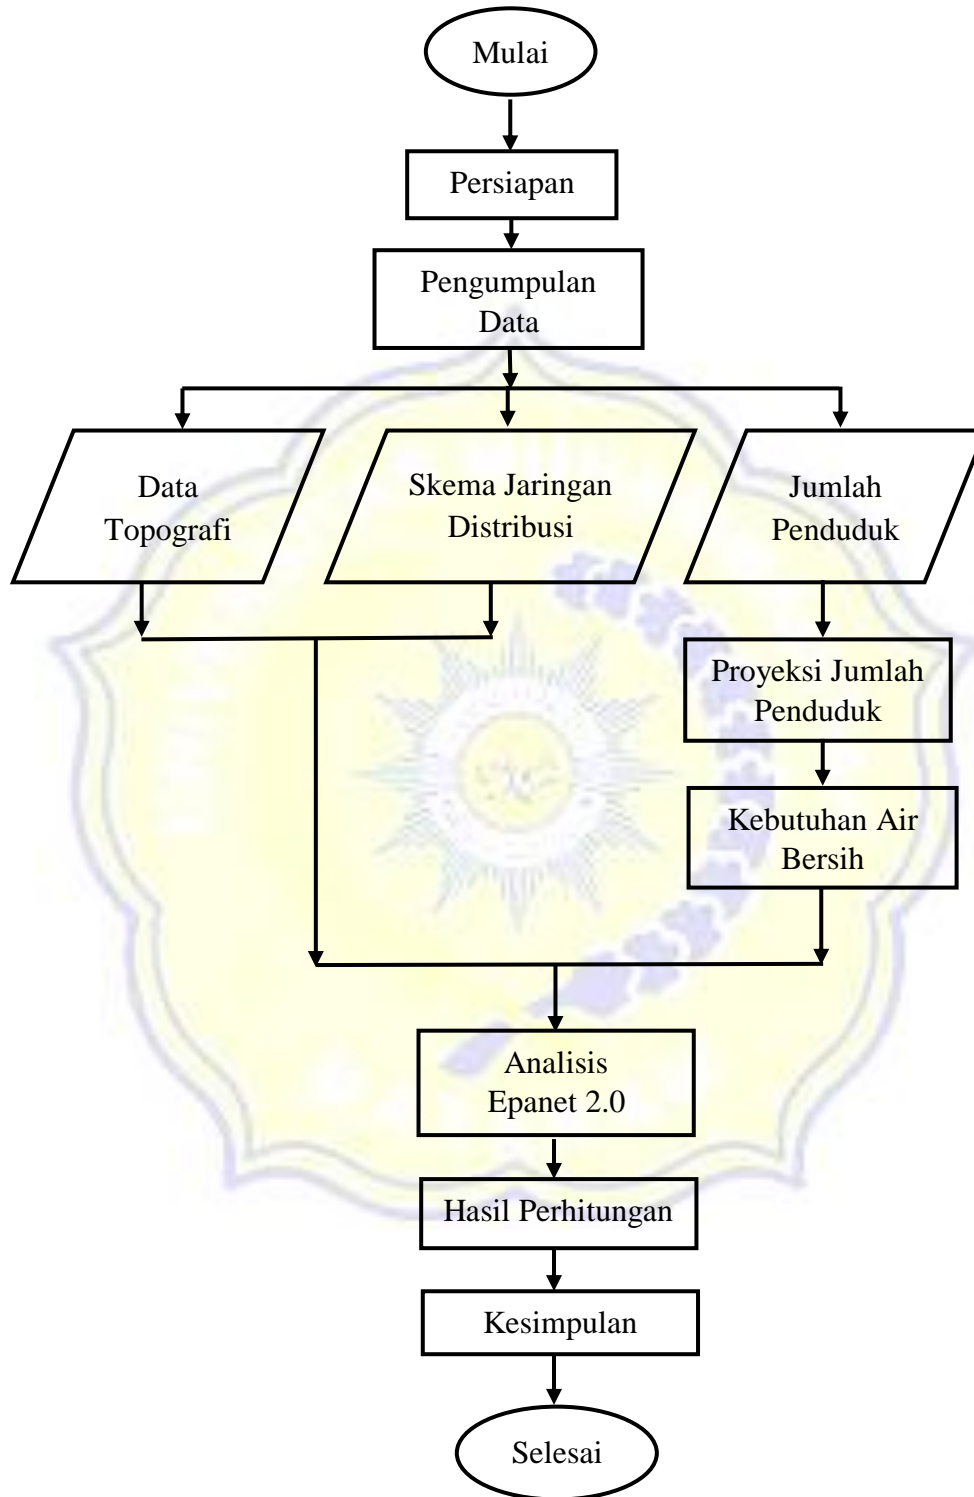 Mulai
Persiapan
Pengumpulan
Data
Data
Topografi
Skema Jaringan
Distribusi
Jumlah
Penduduk
Proyeksi Jumlah
Penduduk
Kebutuhan Air
Bersih
Analisis
Epanet 2.0
Hasil Perhitungan
Kesimpulan
Selesai